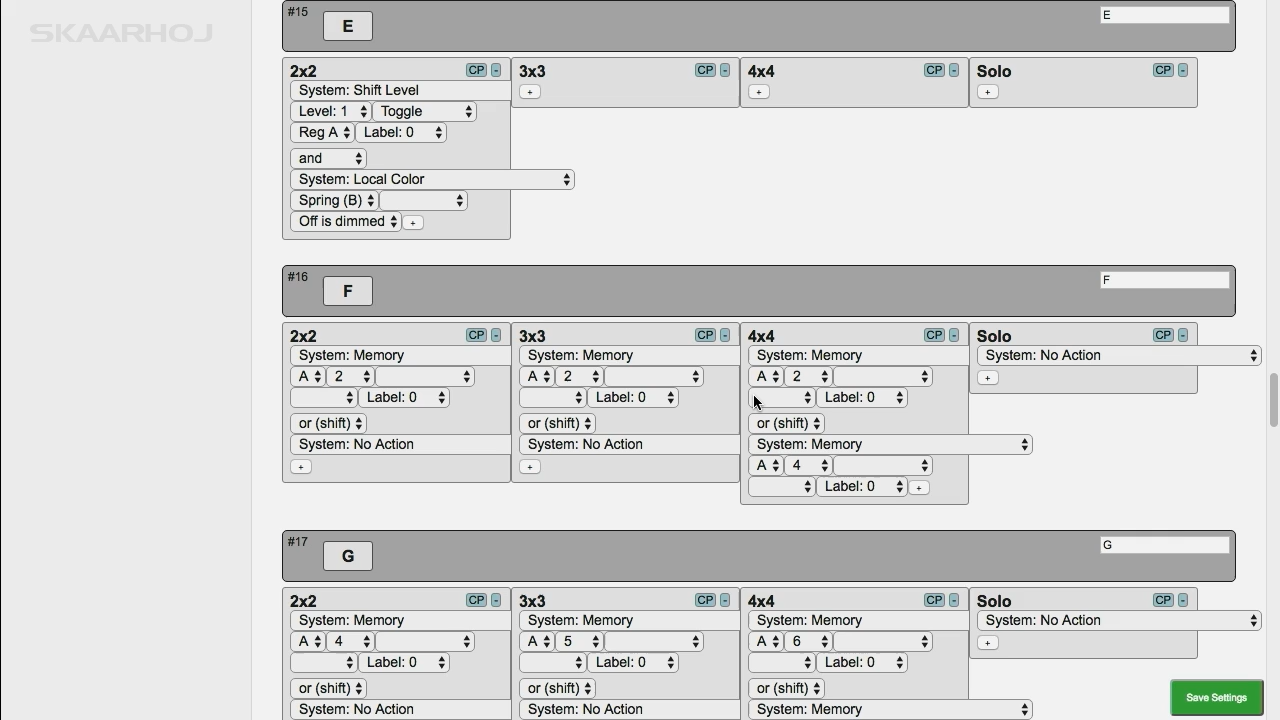 SKAARHOJ
#15
E
E
2x2 CP -
System: Shift Level
Level: 1 Toggle
Reg A Label: 0
and
System: Local Color
Spring (B)
Off is dimmed +
3x3 CP -
+
4x4 CP -
+
Solo CP -
+
#16
F
F
2x2 CP -
System: Memory
A 2
Label: 0
or (shift)
System: No Action
+
3x3 CP -
System: Memory
A 2
Label: 0
or (shift)
System: No Action
+
4x4 CP -
System: Memory
A 2
Label: 0
or (shift)
System: Memory
A 4
Label: 0 +
Solo CP -
System: No Action
+
#17
G
G
2x2 CP -
System: Memory
A 4
Label: 0
or (shift)
System: No Action
3x3 CP -
System: Memory
A 5
Label: 0
or (shift)
System: No Action
4x4 CP -
System: Memory
A 6
Label: 0
or (shift)
System: Memory
Solo CP -
System: No Action
+
Save Settings